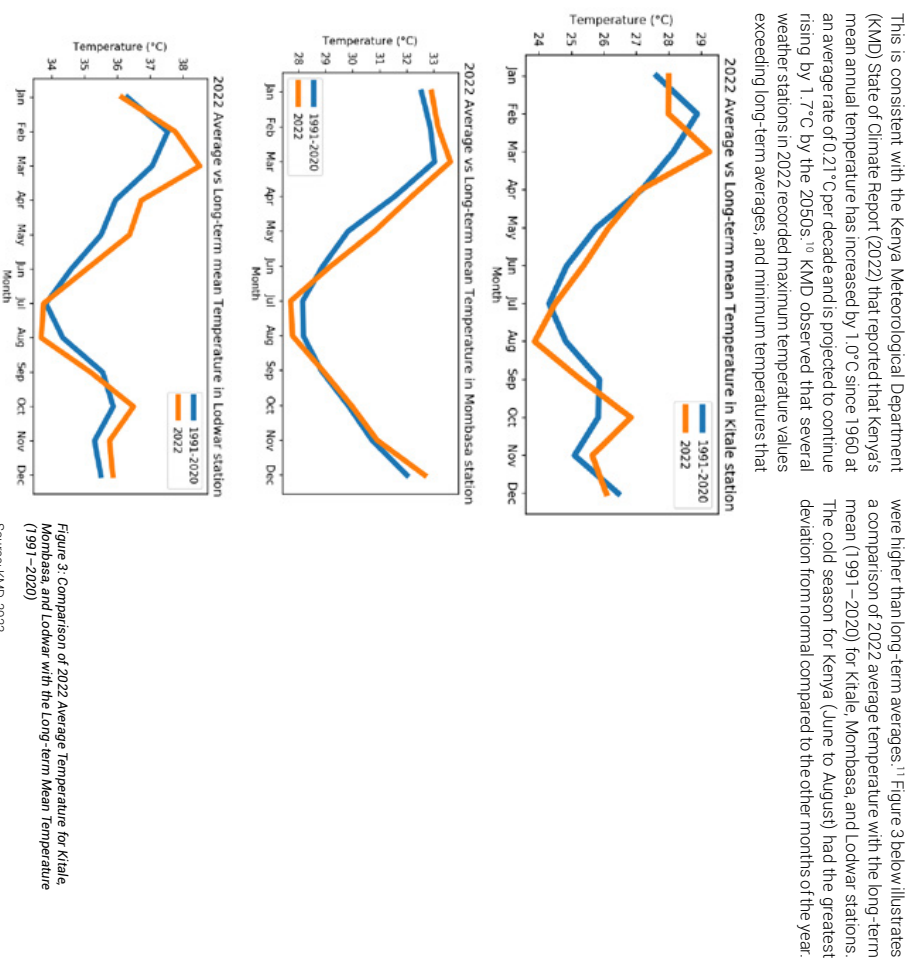 This is consistent with the Kenya Meteorological Department
(KMD) State of Climate Report (2022) that reported that Kenya's
mean annual temperature has increased by 1.0°C since 1960 at
an average rate of 0.21°C per decade and is projected to continue
rising by 1.7°C by the 2050s.10 KMD observed that several
weather stations in 2022 recorded maximum temperature values
exceeding long-term averages, and minimum temperatures that
were higher than long-term averages.11 Figure 3 below illustrates
a comparison of 2022 average temperature with the long-term
mean (1991–2020) for Kitale, Mombasa, and Lodwar stations.
The cold season for Kenya (June to August) had the greatest
deviation from normal compared to the other months of the year.
2022 Average vs Long-term mean Temperature in Kitale station
Temperature (°C)
29
28
27
26
25
24
1991-2020
2022
Jan Feb Mar Apr May Jun Jul Aug Sep Oct Nov Dec
Month
2022 Average vs Long-term mean Temperature in Mombasa station
Temperature (°C)
33
32
31
30
29
28
1991-2020
2022
Jan Feb Mar Apr May Jun Jul Aug Sep Oct Nov Dec
Month
2022 Average vs Long-term mean Temperature in Lodwar station
Temperature (°C)
38
37
36
35
34
1991-2020
2022
Jan Feb Mar Apr May Jun Jul Aug Sep Oct Nov Dec
Month
Figure 3: Comparison of 2022 Average Temperature for Kitale,
Mombasa, and Lodwar with the Long-term Mean Temperature
(1991–2020)
Source: KMD, 2022